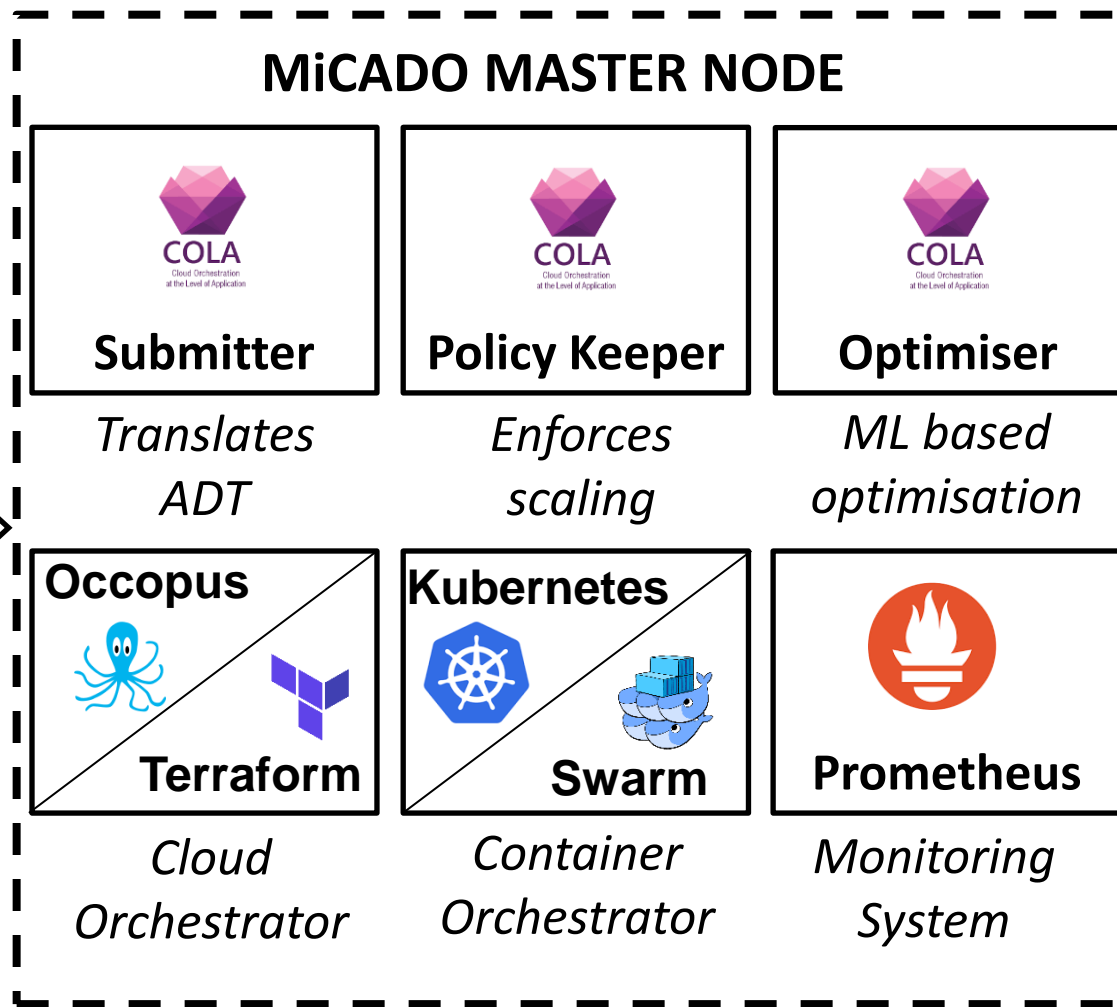 MiCADO MASTER NODE
COLA
Cloud Orchestration
at the Level of Application
Submitter
COLA
Cloud Orchestration
at the Level of Application
Policy Keeper
COLA
Cloud Orchestration
at the Level of Application
Optimiser
Translates
ADT
Enforces
scaling
ML based
optimisation
Occopus
Terraform
Kubernetes
Swarm
Prometheus
Cloud
Orchestrator
Container
Orchestrator
Monitoring
System